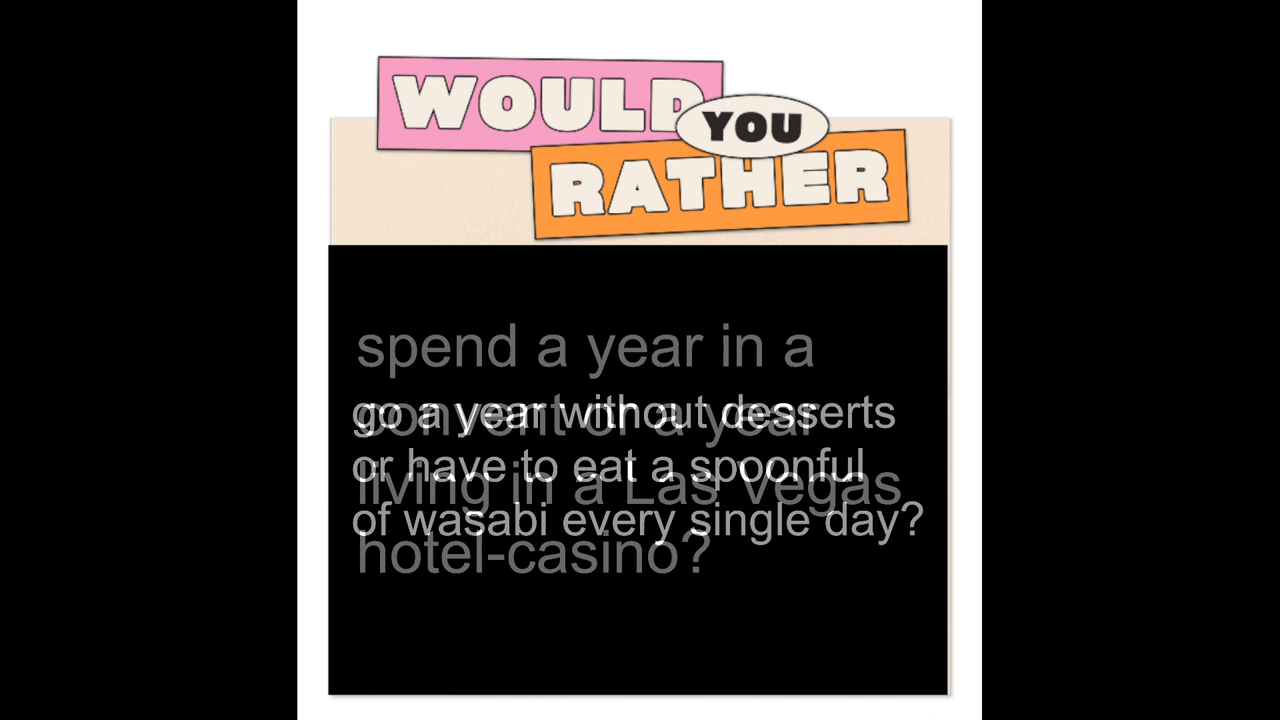 WOULD
YOU
RATHER
spend a year in a
convent or a year
living in a Las Vegas
hotel-casino?
go a year without desserts
or have to eat a spoonful
of wasabi every single day?